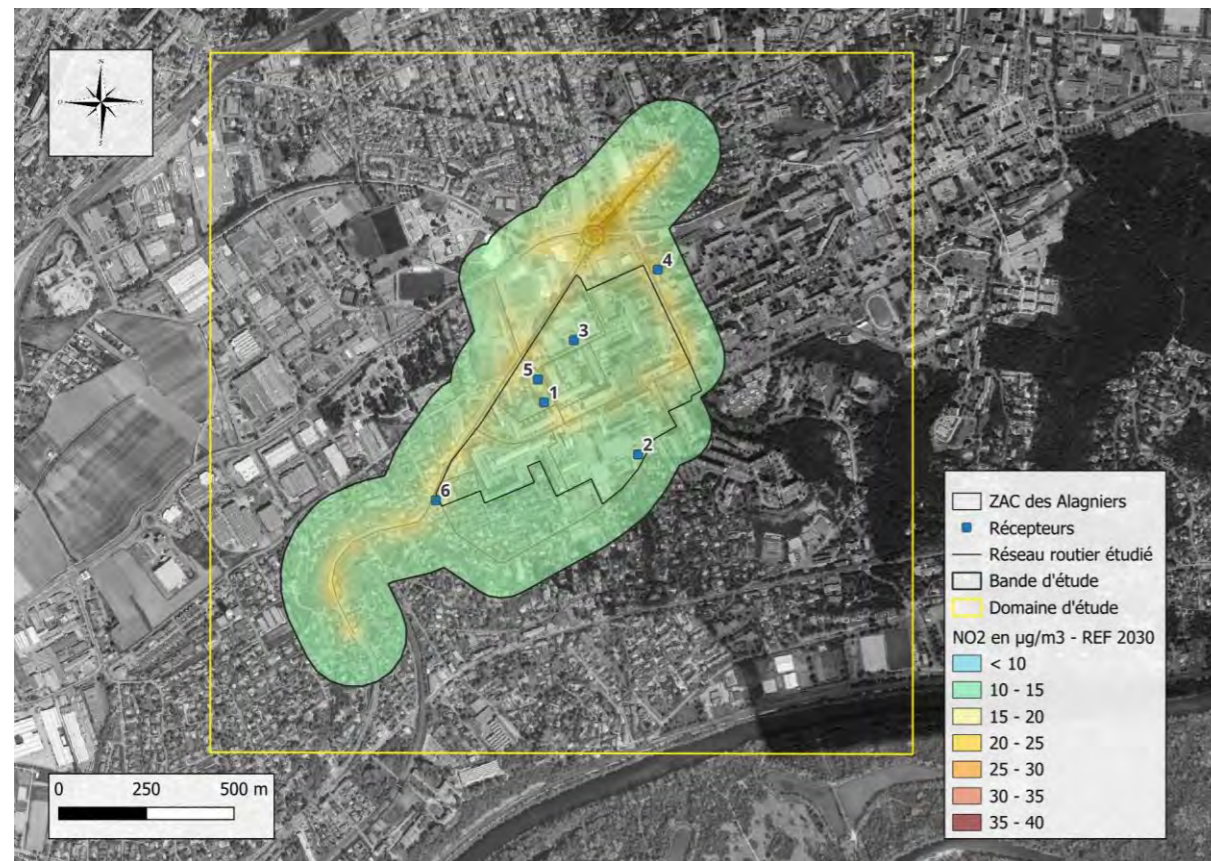 N
O
E
S
4
3
5
1
2
6
ZAC des Alagniers
Récepteurs
Réseau routier étudié
Bande d'étude
Domaine d'étude
NO2 en µg/m3 - REF 2030
< 10
10 - 15
15 - 20
20 - 25
25 - 30
30 - 35
35 - 40
0 250 500 m